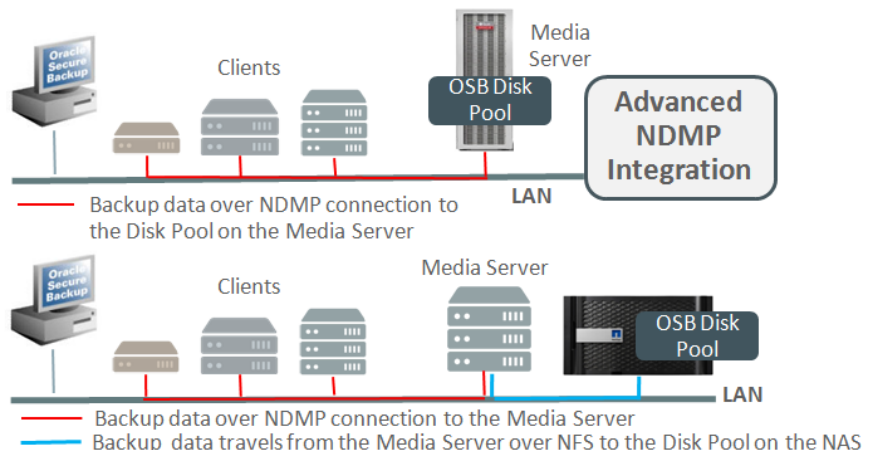 Oracle
Secure
Backup
Clients
Media
Server
OSB Disk
Pool
Advanced
NDMP
Integration
LAN
Backup data over NDMP connection to
the Disk Pool on the Media Server
Oracle
Secure
Backup
Clients
Media Server
OSB Disk
Pool
LAN
Backup data over NDMP connection to the Media Server
Backup data travels from the Media Server over NFS to the Disk Pool on the NAS